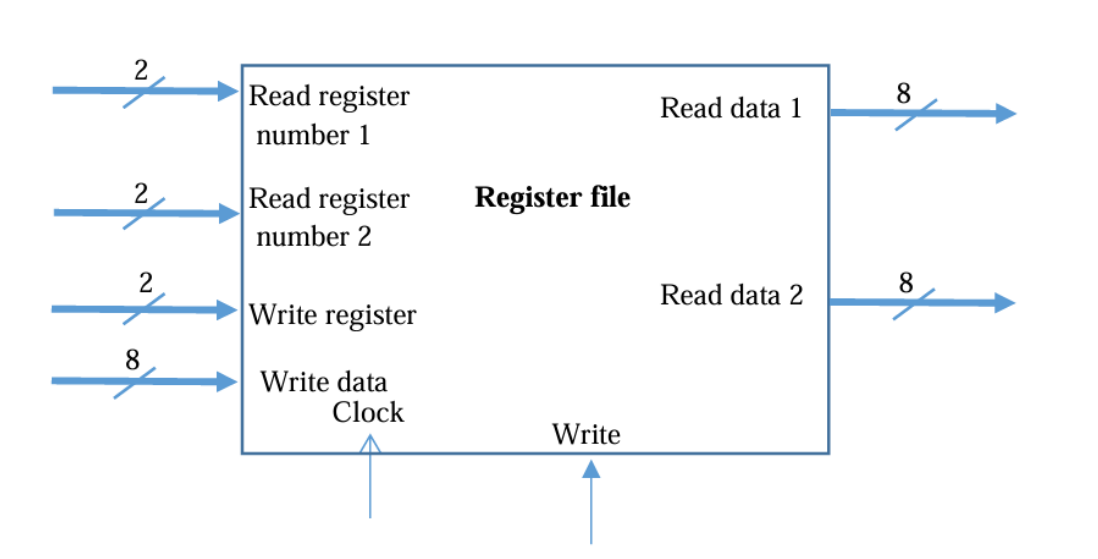 2
Read register
number 1
Read data 1
8
2
Read register
number 2
Register file
2
Write register
Read data 2
8
8
Write data
Clock
Write